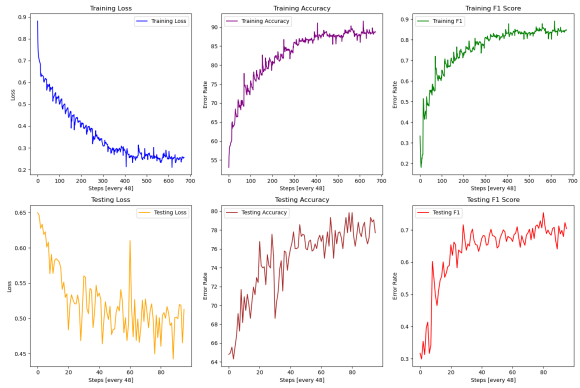 Training Loss
Training Accuracy
Training F1 Score
0.9
0.8
0.7
0.6
0.5
0.4
0.3
0.2
Loss
Training Loss
0 100 200 300 400 500 600 700
Steps [every 48]
90
85
80
75
70
65
60
55
Error Rate
Training Accuracy
0 100 200 300 400 500 600 700
Steps [every 48]
0.9
0.8
0.7
0.6
0.5
0.4
0.3
0.2
Error Rate
Training F1
0 100 200 300 400 500 600 700
Steps [every 48]
Testing Loss
Testing Accuracy
Testing F1 Score
0.65
0.60
0.55
0.50
0.45
Loss
Testing Loss
0 20 40 60 80
Steps [every 48]
80
78
76
74
72
70
68
66
64
Error Rate
Testing Accuracy
0 20 40 60 80
Steps [every 48]
0.7
0.6
0.5
0.4
0.3
Error Rate
Testing F1
0 20 40 60 80
Steps [every 48]